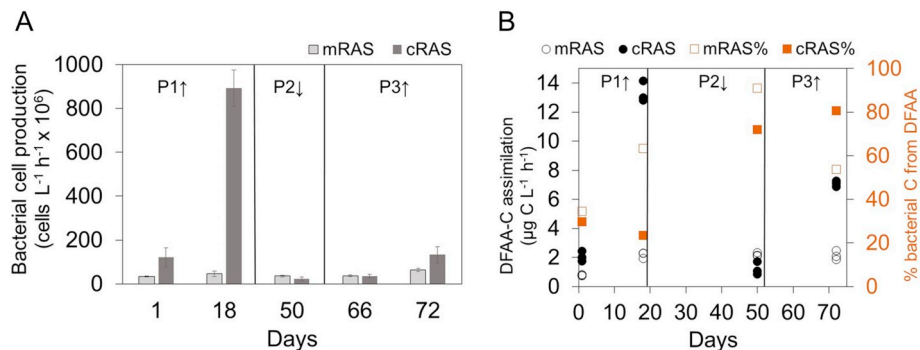 A
mRAS cRAS
1000
800
600
400
200
0
P1↑ P2↓ P3↑
1 18 50 66 72
Days
Bacterial cell production
(cells L⁻¹ h⁻¹ x 10⁶)
B
mRAS cRAS mRAS% cRAS%
14
12
10
8
6
4
2
0
P1↑ P2↓ P3↑
100
80
60
40
20
0
0 10 20 30 40 50 60 70
Days
DFAA-C assimilation
(µg C L⁻¹ h⁻¹)
% bacterial C from DFAA